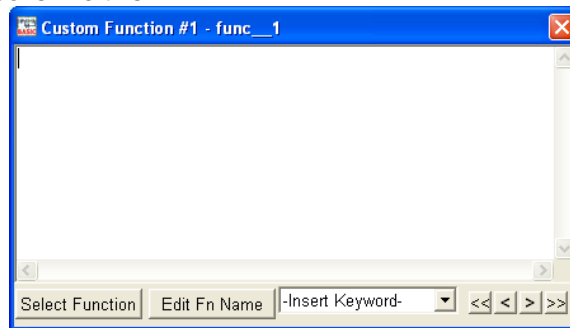 Custom Function #1 - func__1
Select Function Edit Fn Name -Insert Keyword- << < > >>